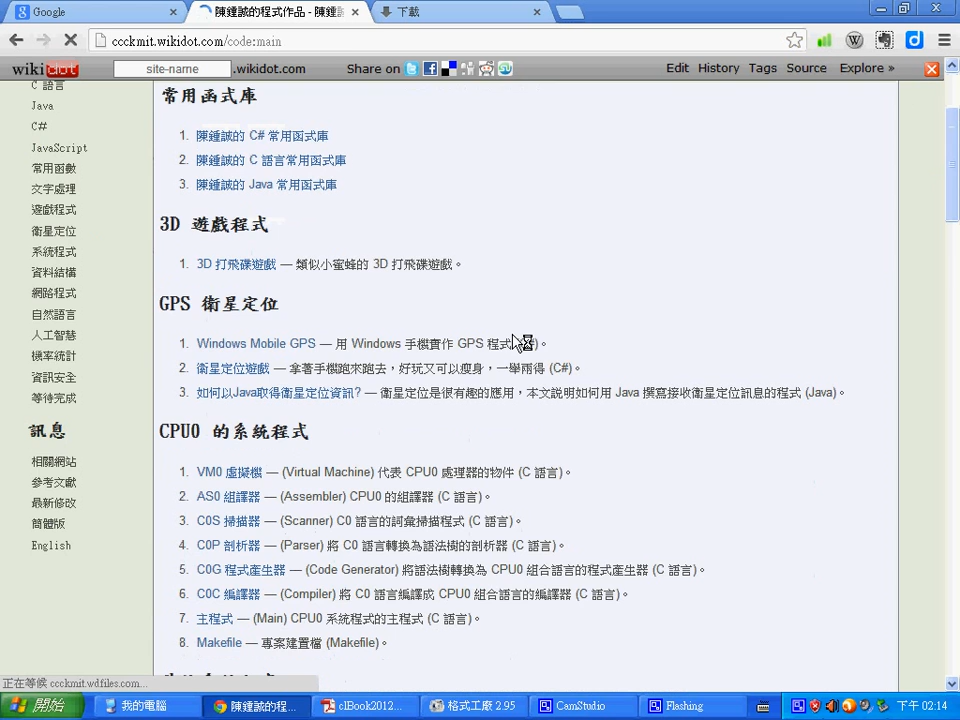 Google
陳鍾誠的程式作品 - 陳鍾誠
下載
ccckmit.wikidot.com/code:main
wikidot
site-name
.wikidot.com
Share on
Edit
History
Tags
Source
Explore »
C 語言
Java
C#
JavaScript
常用函數
文字處理
遊戲程式
衛星定位
系統程式
資料結構
網路程式
自然語言
人工智慧
機率統計
資訊安全
等待完成
訊息
相關網站
參考文獻
最新修改
簡體版
English
常用函式庫
1. 陳鍾誠的 C# 常用函式庫
2. 陳鍾誠的 C 語言常用函式庫
3. 陳鍾誠的 Java 常用函式庫
3D 遊戲程式
1. 3D 打飛碟遊戲 — 類似小蜜蜂的 3D 打飛碟遊戲。
GPS 衛星定位
1. Windows Mobile GPS — 用 Windows 手機實作 GPS 程式 )。
2. 衛星定位遊戲 — 拿著手機跑來跑去，好玩又可以瘦身，一舉兩得 (C#)。
3. 如何以Java取得衛星定位資訊? — 衛星定位是很有趣的應用，本文說明如何用 Java 撰寫接收衛星定位訊息的程式 (Java)。
CPU0 的系統程式
1. VM0 虛擬機 — (Virtual Machine) 代表 CPU0 處理器的物件 (C 語言)。
2. AS0 組譯器 — (Assembler) CPU0 的組譯器 (C 語言)。
3. C0S 掃描器 — (Scanner) C0 語言的詞彙掃描程式 (C 語言)。
4. C0P 剖析器 — (Parser) 將 C0 語言轉換為語法樹的剖析器 (C 語言)。
5. C0G 程式產生器 — (Code Generator) 將語法樹轉換為 CPU0 組合語言的程式產生器 (C 語言)。
6. C0C 編譯器 — (Compiler) 將 C0 語言編譯成 CPU0 組合語言的編譯器 (C 語言)。
7. 主程式 — (Main) CPU0 系統程式的主程式 (C 語言)。
8. Makefile — 專案建置檔 (Makefile)。
正在等候 ccckmit.wdfiles.com...
開始
我的電腦
陳鍾誠的程...
clBook2012...
格式工廠 2.95
CamStudio
Flashing
下午 02:14